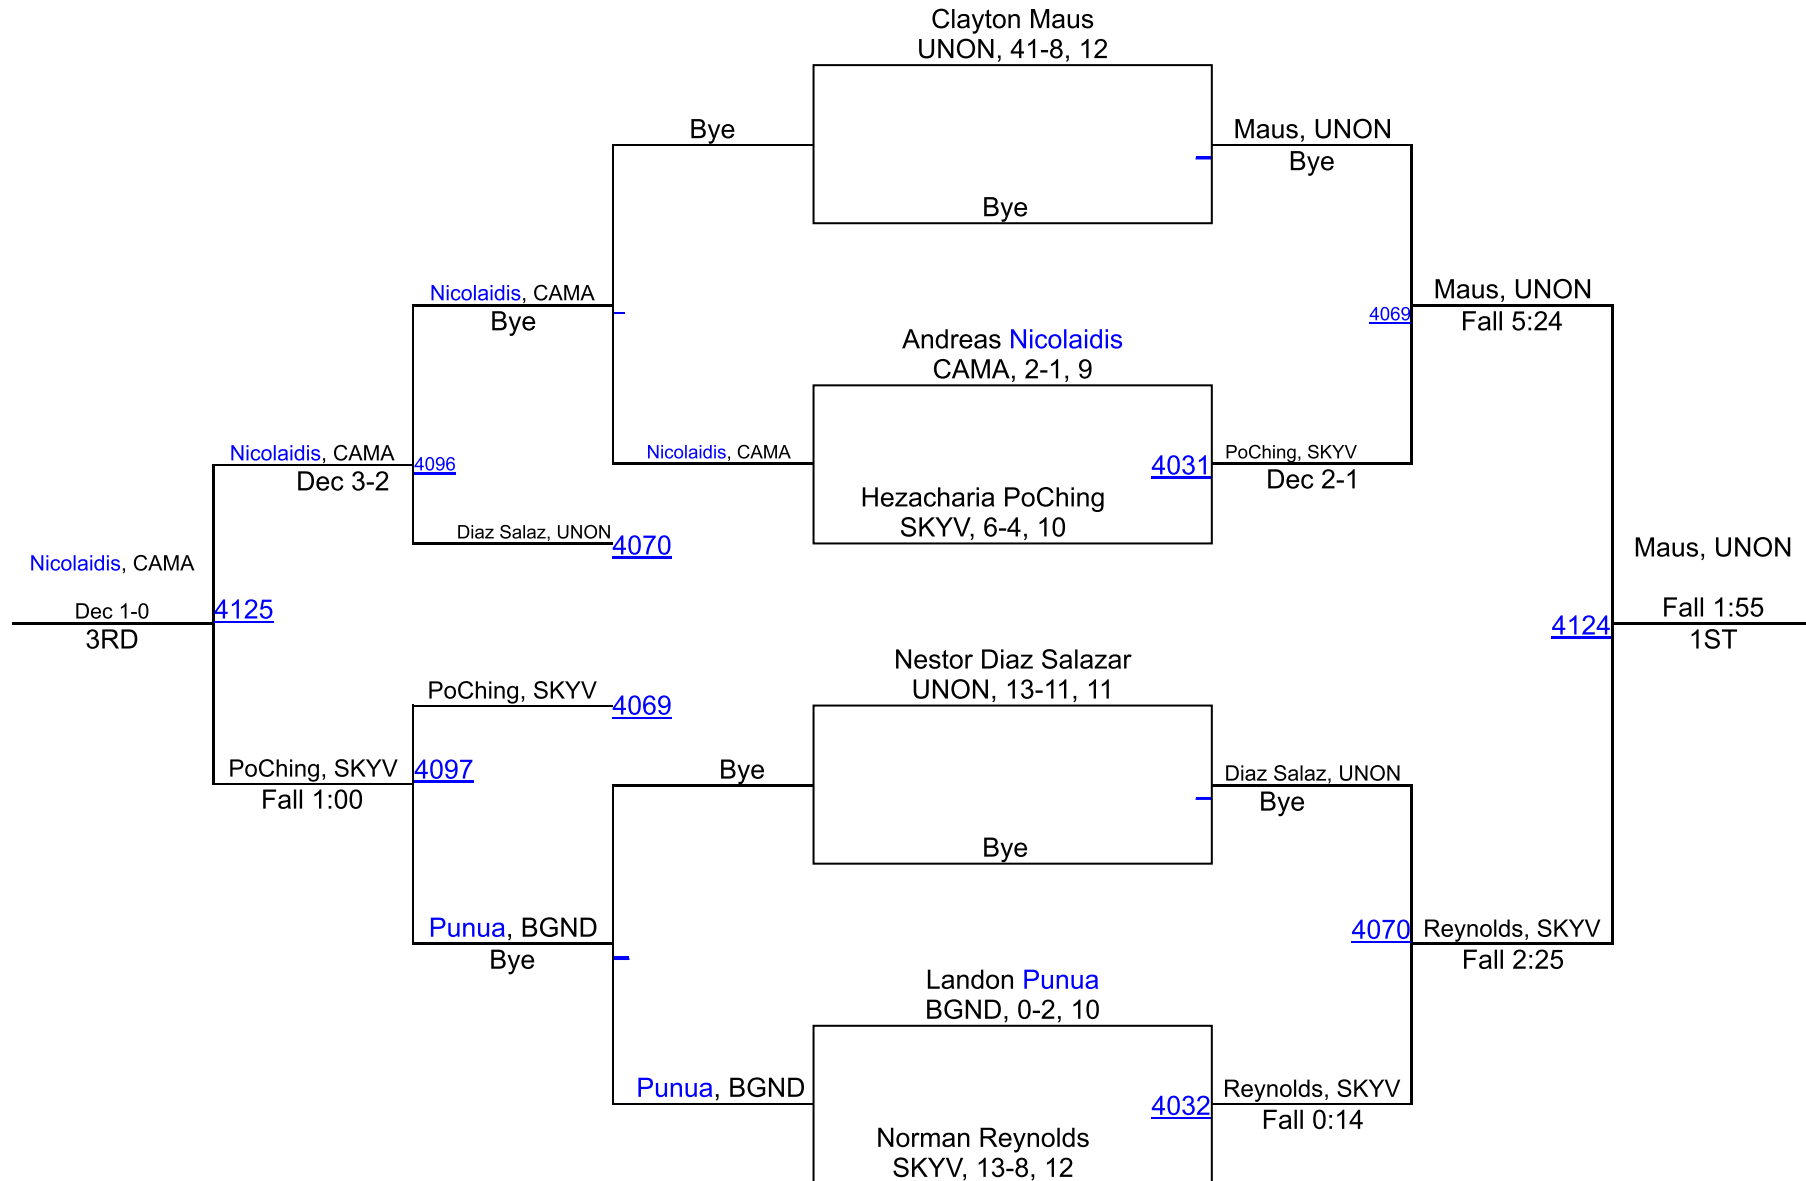 Clayton Maus
UNON, 41-8, 12
Bye
Maus, UNON
Bye
Bye
Nicolaidis, CAMA
Bye
Maus, UNON
4069
Fall 5:24
Andreas Nicolaidis
CAMA, 2-1, 9
Nicolaidis, CAMA
4096
Dec 3-2
Nicolaidis, CAMA
4031
PoChing, SKYV
Dec 2-1
Hezacharia PoChing
SKYV, 6-4, 10
Diaz Salaz, UNON
4070
Nicolaidis, CAMA
Maus, UNON
Dec 1-0
4125
3RD
4124
Fall 1:55
1ST
Nestor Diaz Salazar
UNON, 13-11, 11
PoChing, SKYV
4069
PoChing, SKYV
4097
Fall 1:00
Bye
Diaz Salaz, UNON
Bye
Bye
Punua, BGND
Bye
4070
Reynolds, SKYV
Fall 2:25
Landon Punua
BGND, 0-2, 10
Punua, BGND
4032
Reynolds, SKYV
Fall 0:14
Norman Reynolds
SKYV, 13-8, 12